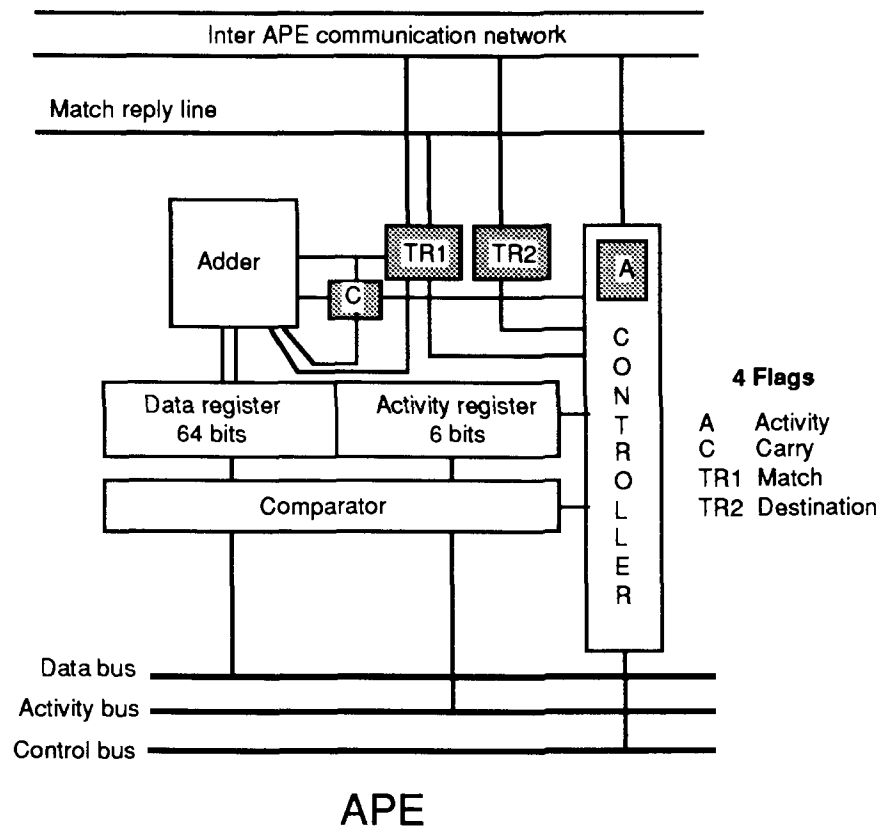 Inter APE communication network
Match reply line
Adder
TR1
TR2
A
C
CONTROLLER
Data register
64 bits
Activity register
6 bits
Comparator
4 Flags
A Activity
C Carry
TR1 Match
TR2 Destination
Data bus
Activity bus
Control bus
APE